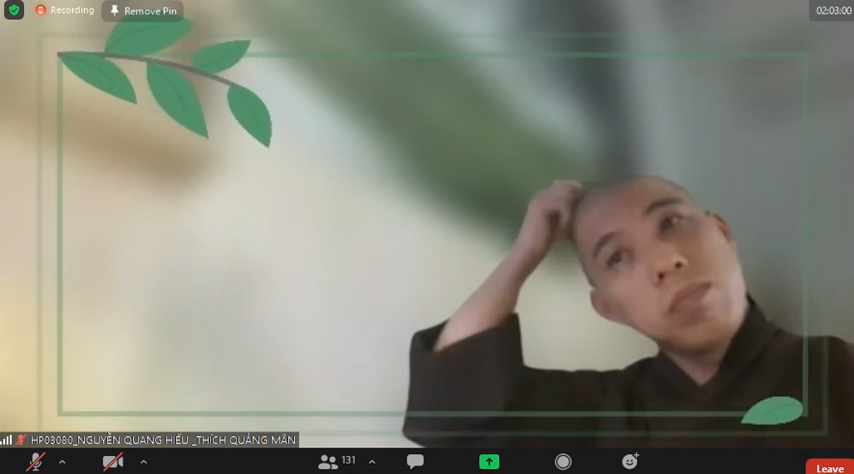 Recording
Remove Pin
02:03:00
HP03080_NGUYỄN QUANG HIẾU _THÍCH QUẢNG MÃN
131
Leave